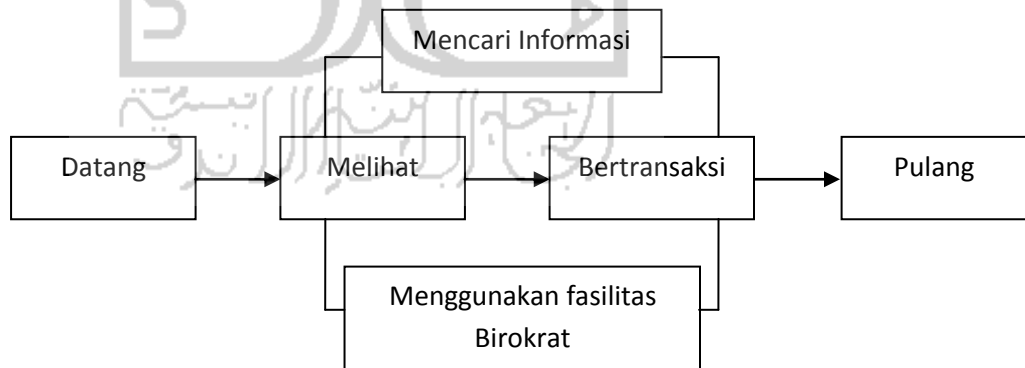 Mencari Informasi
Datang
Melihat
Bertransaksi
Pulang
Menggunakan fasilitas
Birokrat